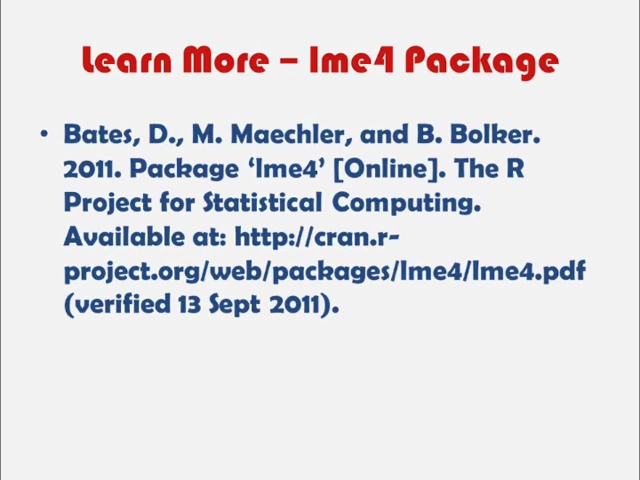 Learn More – lme4 Package
• Bates, D., M. Maechler, and B. Bolker.
2011. Package ‘lme4’ [Online]. The R
Project for Statistical Computing.
Available at: http://cran.r-
project.org/web/packages/lme4/lme4.pdf
(verified 13 Sept 2011).